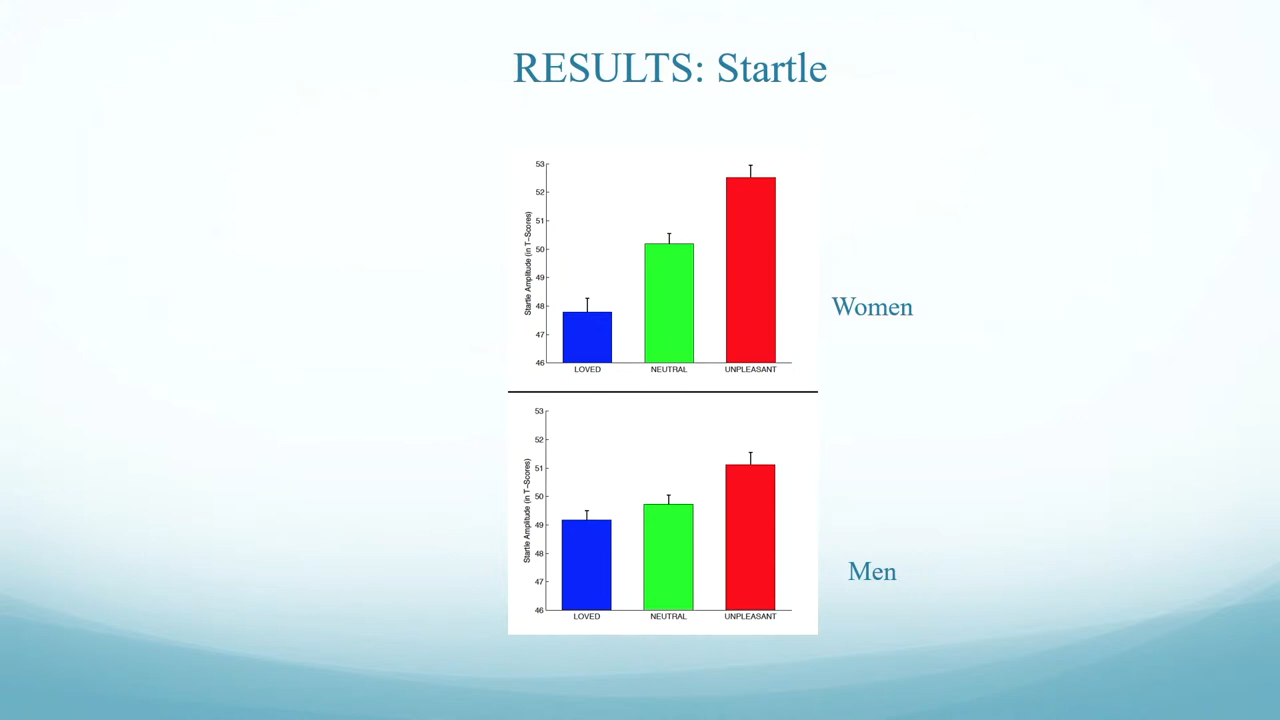 RESULTS: Startle
53
52
51
50
49
48
47
46
Startle Amplitude (in T-Scores)
LOVED NEUTRAL UNPLEASANT
Women
53
52
51
50
49
48
47
46
Startle Amplitude (in T-Scores)
LOVED NEUTRAL UNPLEASANT
Men